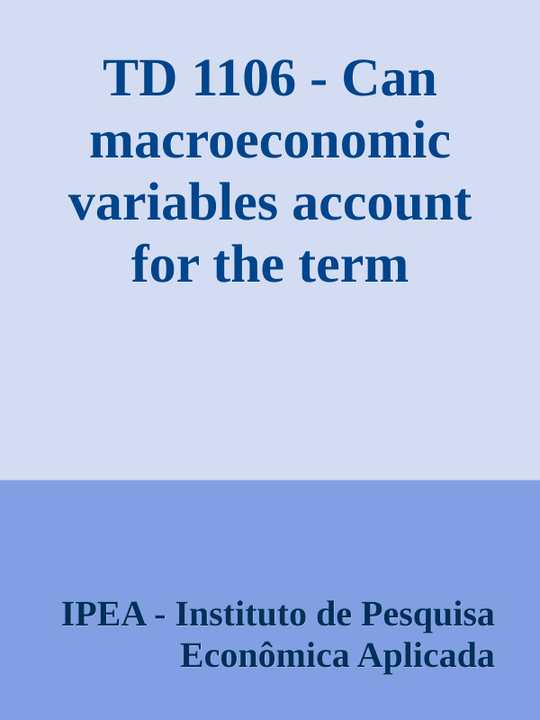 TD 1106 - Can
macroeconomic
variables account
for the term
IPEA - Instituto de Pesquisa
Econômica Aplicada